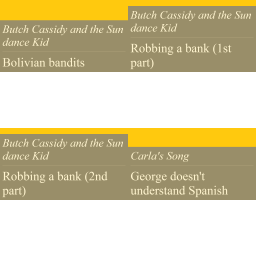 Butch Cassidy and the Sun
dance Kid
Bolivian bandits
Butch Cassidy and the Sun
dance Kid
Robbing a bank (1st
part)
Butch Cassidy and the Sun
dance Kid
Robbing a bank (2nd
part)
Carla's Song
George doesn't
understand Spanish